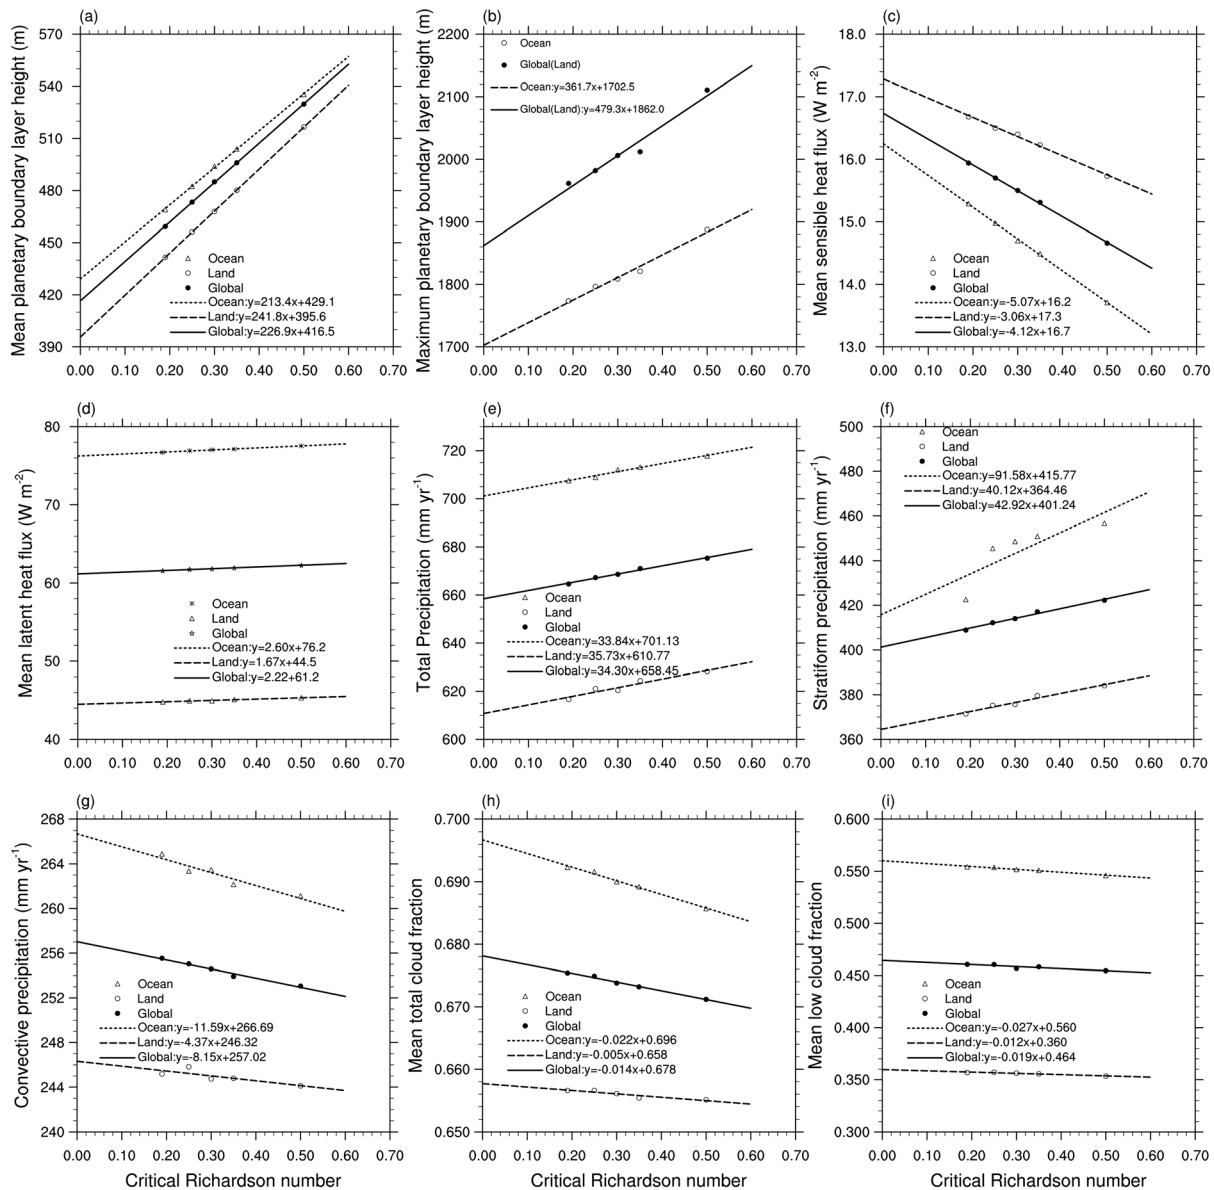 (a)
570
540
510
480
450
420
390
Mean planetary boundary layer height (m)
Ocean
Land
Global
Ocean:y=213.4x+429.1
Land:y=241.8x+395.6
Global:y=226.9x+416.5
0.00 0.10 0.20 0.30 0.40 0.50 0.60 0.70
(b)
2200
2100
2000
1900
1800
1700
Maximum planetary boundary layer height (m)
Ocean
Global(Land)
Ocean:y=361.7x+1702.5
Global(Land):y=479.3x+1862.0
0.00 0.10 0.20 0.30 0.40 0.50 0.60 0.70
(c)
18.0
17.0
16.0
15.0
14.0
13.0
Mean sensible heat flux (W m-2)
Ocean
Land
Global
Ocean:y=-5.07x+16.2
Land:y=-3.06x+17.3
Global:y=-4.12x+16.7
0.00 0.10 0.20 0.30 0.40 0.50 0.60 0.70
(d)
80
70
60
50
40
Mean latent heat flux (W m-2)
Ocean
Land
Global
Ocean:y=2.60x+76.2
Land:y=1.67x+44.5
Global:y=2.22+61.2
0.00 0.10 0.20 0.30 0.40 0.50 0.60 0.70
(e)
720
700
680
660
640
620
600
Total Precipitation (mm yr-1)
Ocean
Land
Global
Ocean:y=33.84x+701.13
Land:y=35.73x+610.77
Global:y=34.30x+658.45
0.00 0.10 0.20 0.30 0.40 0.50 0.60 0.70
(f)
500
480
460
440
420
400
380
360
Stratiform precipitation (mm yr-1)
Ocean
Land
Global
Ocean:y=91.58x+415.77
Land:y=40.12x+364.46
Global:y=42.92x+401.24
0.00 0.10 0.20 0.30 0.40 0.50 0.60 0.70
(g)
268
264
260
256
252
248
244
240
Convective precipitation (mm yr-1)
Ocean
Land
Global
Ocean:y=-11.59x+266.69
Land:y=-4.37x+246.32
Global:y=-8.15x+257.02
0.00 0.10 0.20 0.30 0.40 0.50 0.60 0.70
Critical Richardson number
(h)
0.700
0.690
0.680
0.670
0.660
0.650
Mean total cloud fraction
Ocean
Land
Global
Ocean:y=-0.022x+0.696
Land:y=-0.005x+0.658
Global:y=-0.014x+0.678
0.00 0.10 0.20 0.30 0.40 0.50 0.60 0.70
Critical Richardson number
(i)
0.600
0.550
0.500
0.450
0.400
0.350
0.300
Mean low cloud fraction
Ocean
Land
Global
Ocean:y=-0.027x+0.560
Land:y=-0.012x+0.360
Global:y=-0.019x+0.464
0.00 0.10 0.20 0.30 0.40 0.50 0.60 0.70
Critical Richardson number